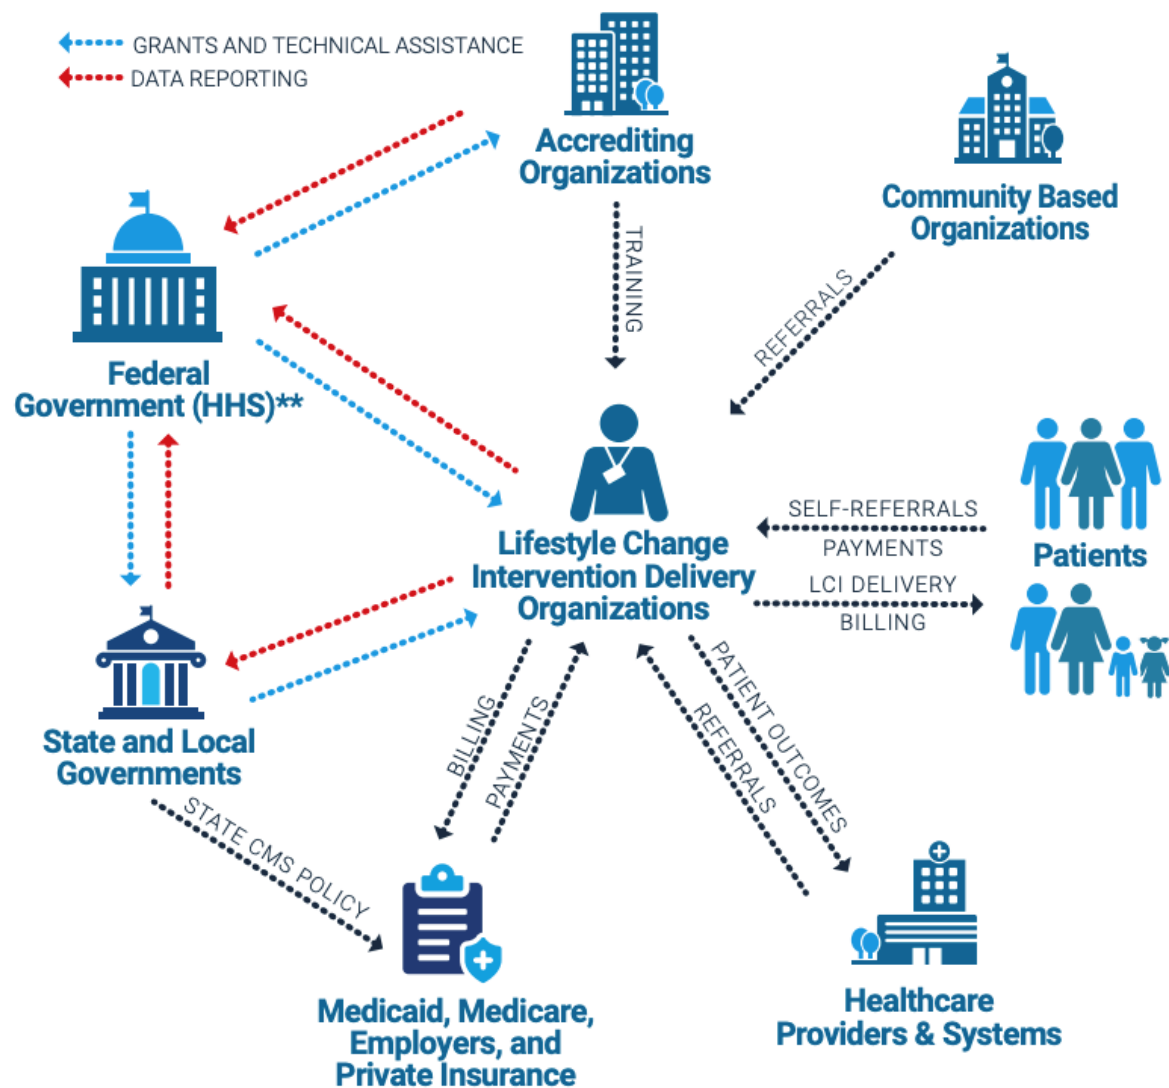 GRANTS AND TECHNICAL ASSISTANCE
DATA REPORTING
Accrediting
Organizations
Community Based
Organizations
TRAINING
REFERRALS
Federal
Government (HHS)**
Lifestyle Change
Intervention Delivery
Organizations
SELF-REFERRALS
PAYMENTS
LCI DELIVERY
BILLING
Patients
State and Local
Governments
BILLING
PAYMENTS
REFERRALS
PATIENT OUTCOMES
STATE CMS POLICY
Medicaid, Medicare,
Employers, and
Private Insurance
Healthcare
Providers & Systems